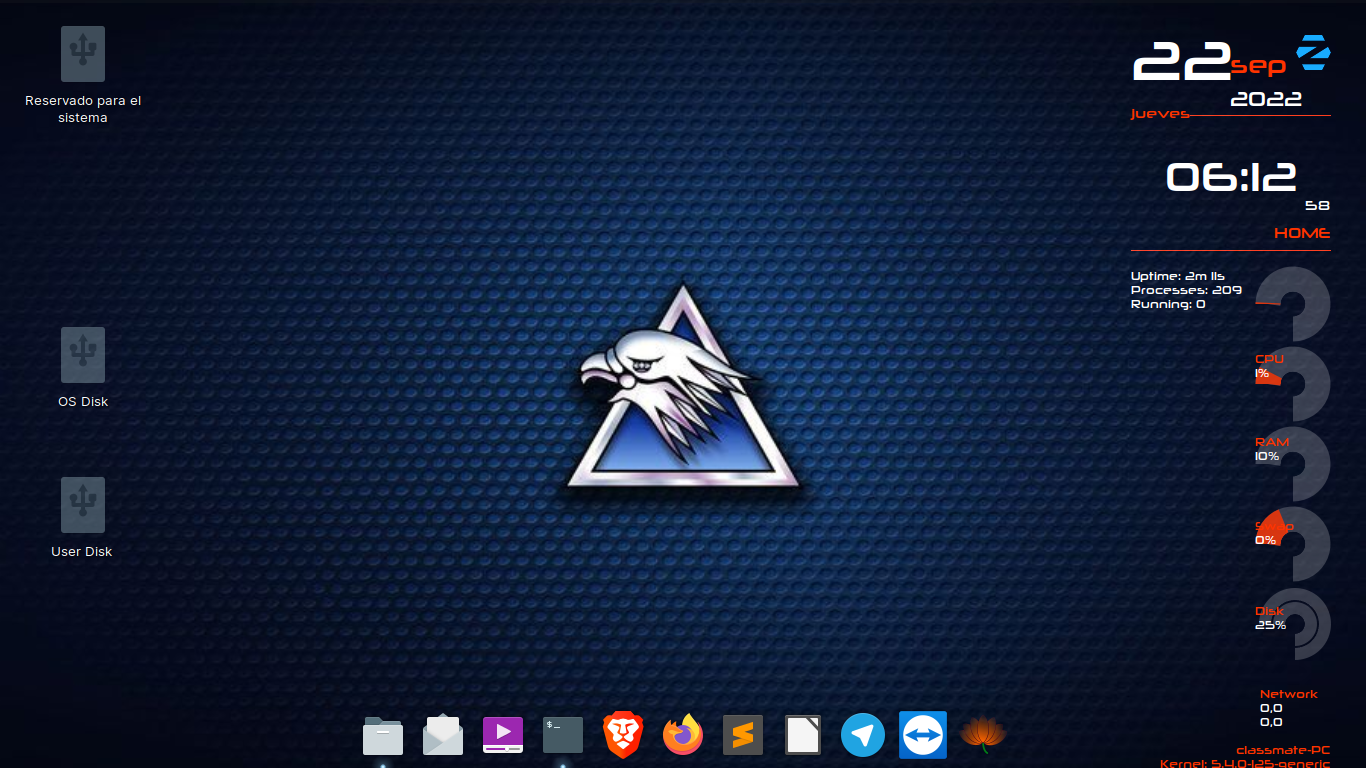 Reservado para el
sistema
OS Disk
User Disk
22 sep
2022
jueves
06:12
58
HOME
Uptime: 2m 11s
Processes: 209
Running: 0
CPU
1%
RAM
10%
Swap
0%
Disk
25%
Network
0,0
0,0
$_
classmate-PC
Kernel: 5.4.0-125-generic